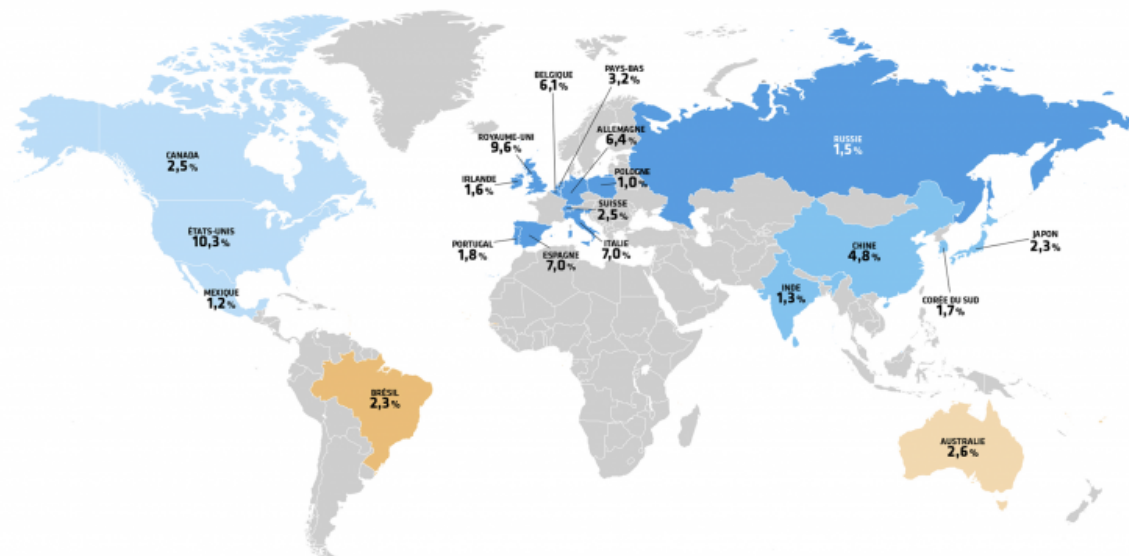 CANADA
2,5%
ÉTATS-UNIS
10,3%
MEXIQUE
1,2%
BRÉSIL
2,3%
BELGIQUE
6,1%
PAYS-BAS
3,2%
ROYAUME-UNI
9,6%
ALLEMAGNE
6,4%
IRLANDE
1,6%
POLOGNE
1,0%
SUISSE
2,5%
PORTUGAL
1,8%
ESPAGNE
7,0%
ITALIE
7,0%
RUSSIE
1,5%
CHINE
4,8%
JAPON
2,3%
INDE
1,3%
CORÉE DU SUD
1,7%
AUSTRALIE
2,6%